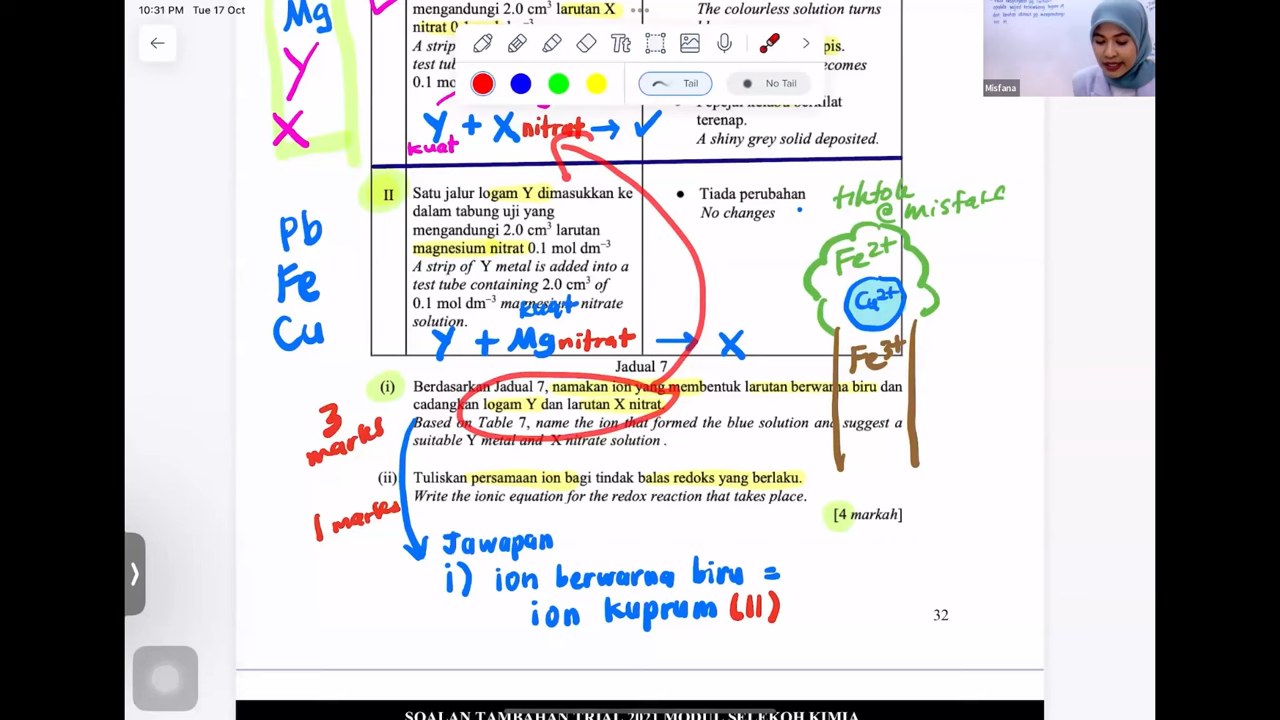 10:31 PM Tue 17 Oct
Misfana
Mg
Y
X
mengandungi 2.0 cm³ larutan X
nitrat 0
A strip
test tub
0.1 mo
The colourless solution turns
Tt
Tail
No Tail
pis.
ecomes
kilat
terenap.
A shiny grey solid deposited.
Y + X nitrat → ✓
kuat
II
Satu jalur logam Y dimasukkan ke
dalam tabung uji yang
mengandungi 2.0 cm³ larutan
magnesium nitrat 0.1 mol dm⁻³
A strip of Y metal is added into a
test tube containing 2.0 cm³ of
0.1 mol dm⁻³ magnesium nitrate
solution.
kuat
Y + Mg nitrat → X
• Tiada perubahan
No changes
Pb
Fe
Cu
tiktok
@misfana
Fe²⁺
Cu²⁺
Fe³⁺
Jadual 7
(i) Berdasarkan Jadual 7, namakan ion yang membentuk larutan berwarna biru dan
cadangkan logam Y dan larutan X nitrat.
Based on Table 7, name the ion that formed the blue solution and suggest a
suitable Y metal and X nitrate solution .
3
marks
(ii) Tuliskan persamaan ion bagi tindak balas redoks yang berlaku.
Write the ionic equation for the redox reaction that takes place.
1 marks
[4 markah]
Jawapan
i) ion berwarna biru =
ion kuprum (II)
32
SOALAN TAMBAHAN TRIAL 2021 MODUL SELEKOH KIMIA